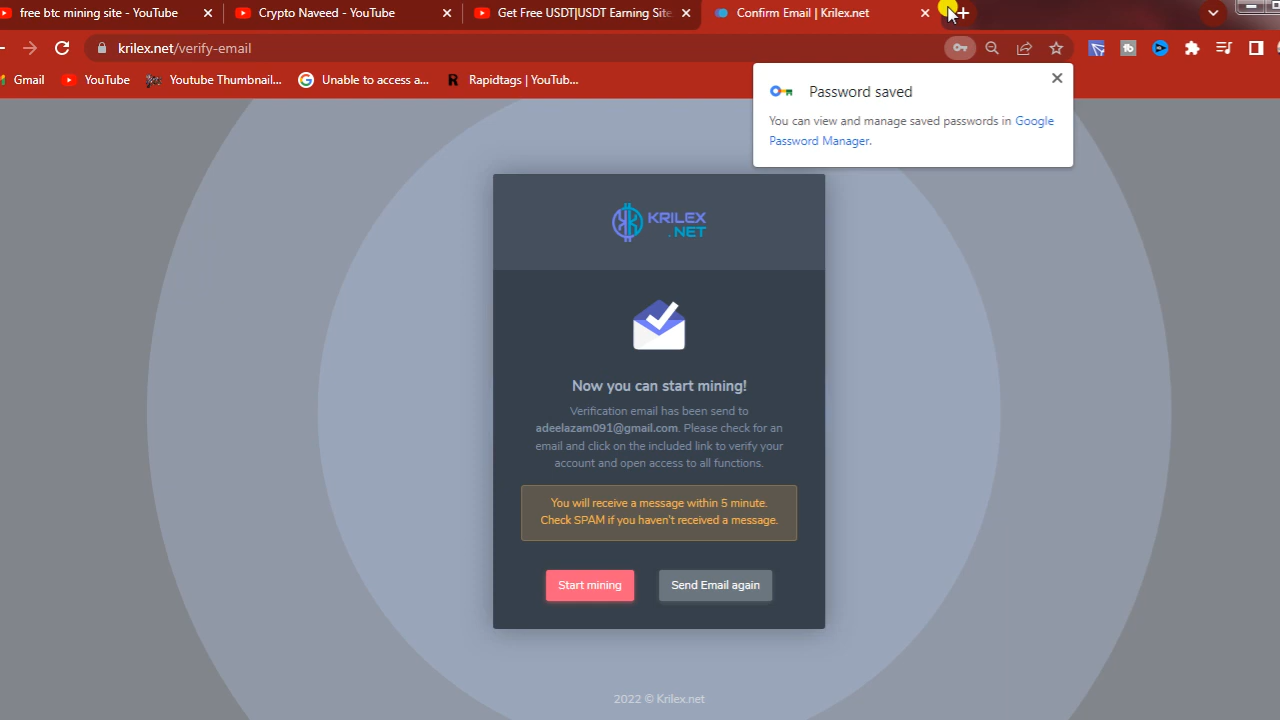 free btc mining site - YouTube
Crypto Naveed - YouTube
Get Free USDT|USDT Earning Site
Confirm Email | Krilex.net
krilex.net/verify-email
Gmail
YouTube
Youtube Thumbnail...
Unable to access a...
R Rapidtags | YouTub...
Password saved
You can view and manage saved passwords in Google
Password Manager.
KRILEX
.NET
Now you can start mining!
Verification email has been send to
adeelazam091@gmail.com. Please check for an
email and click on the included link to verify your
account and open access to all functions.
You will receive a message within 5 minute.
Check SPAM if you haven't received a message.
Start mining
Send Email again
2022 © Krilex.net